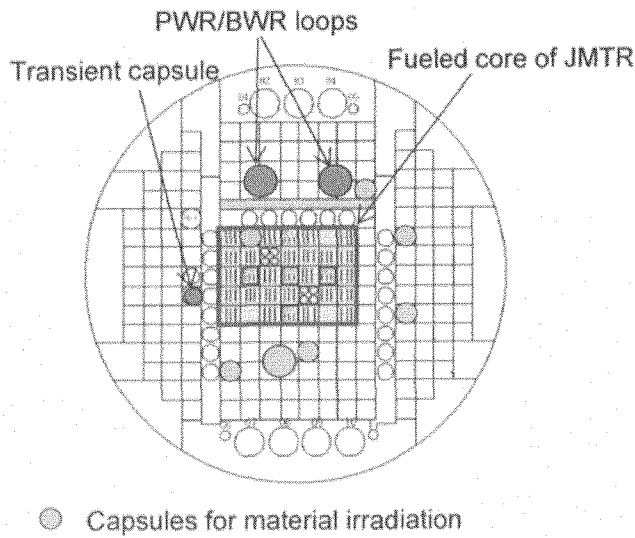 PWR/BWR loops
Transient capsule
Fueled core of JMTR
Capsules for material irradiation